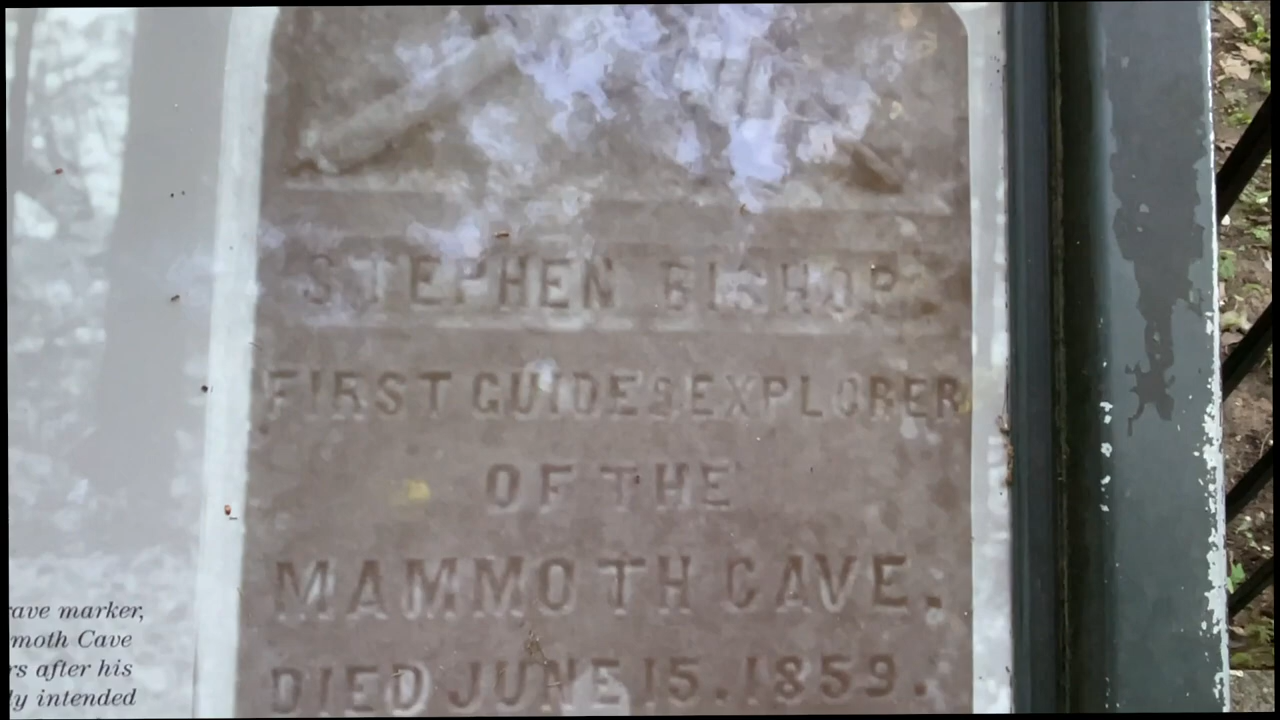 STEPHEN BISHOP
FIRST GUIDE & EXPLORER
OF THE
MAMMOTH CAVE.
DIED JUNE 15. 1859.
rave marker,
moth Cave
rs after his
ly intended